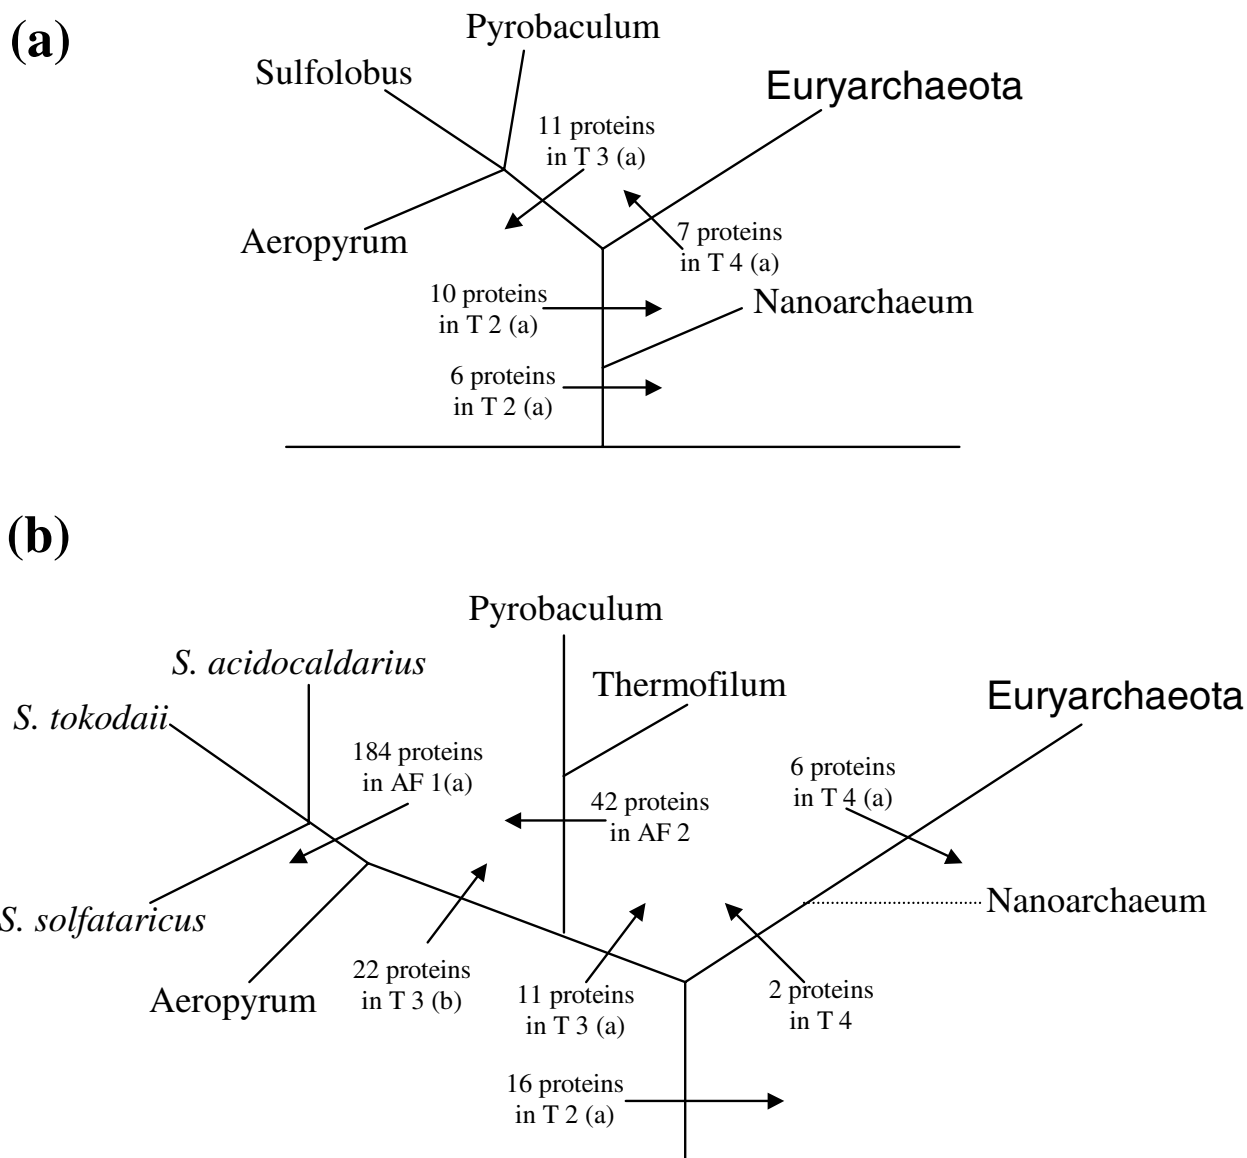 (a)
Pyrobaculum
Sulfolobus
Euryarchaeota
11 proteins
in T 3 (a)
Aeropyrum
7 proteins
in T 4 (a)
10 proteins
in T 2 (a)
Nanoarchaeum
6 proteins
in T 2 (a)
(b)
Pyrobaculum
S. acidocaldarius
Thermofilum
Euryarchaeota
S. tokodaii
184 proteins
in AF 1(a)
6 proteins
in T 4 (a)
42 proteins
in AF 2
Nanoarchaeum
S. solfataricus
22 proteins
in T 3 (b)
Aeropyrum
11 proteins
in T 3 (a)
2 proteins
in T 4
16 proteins
in T 2 (a)